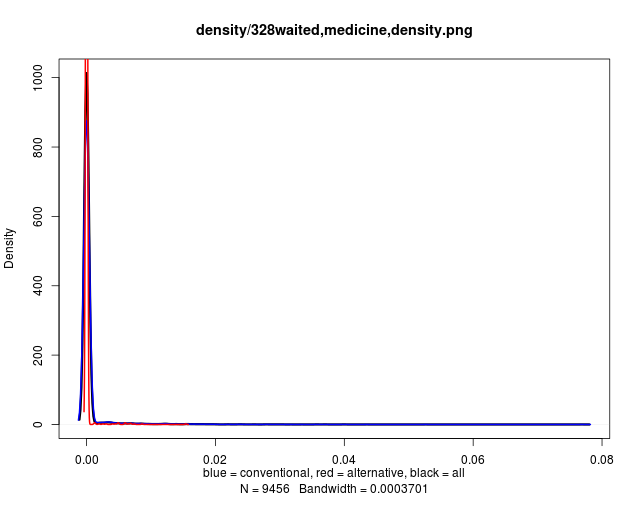 density/328waited,medicine,density.png
Density
0
200
400
600
800
1000
0.00 0.02 0.04 0.06 0.08
blue = conventional, red = alternative, black = all
N = 9456 Bandwidth = 0.0003701